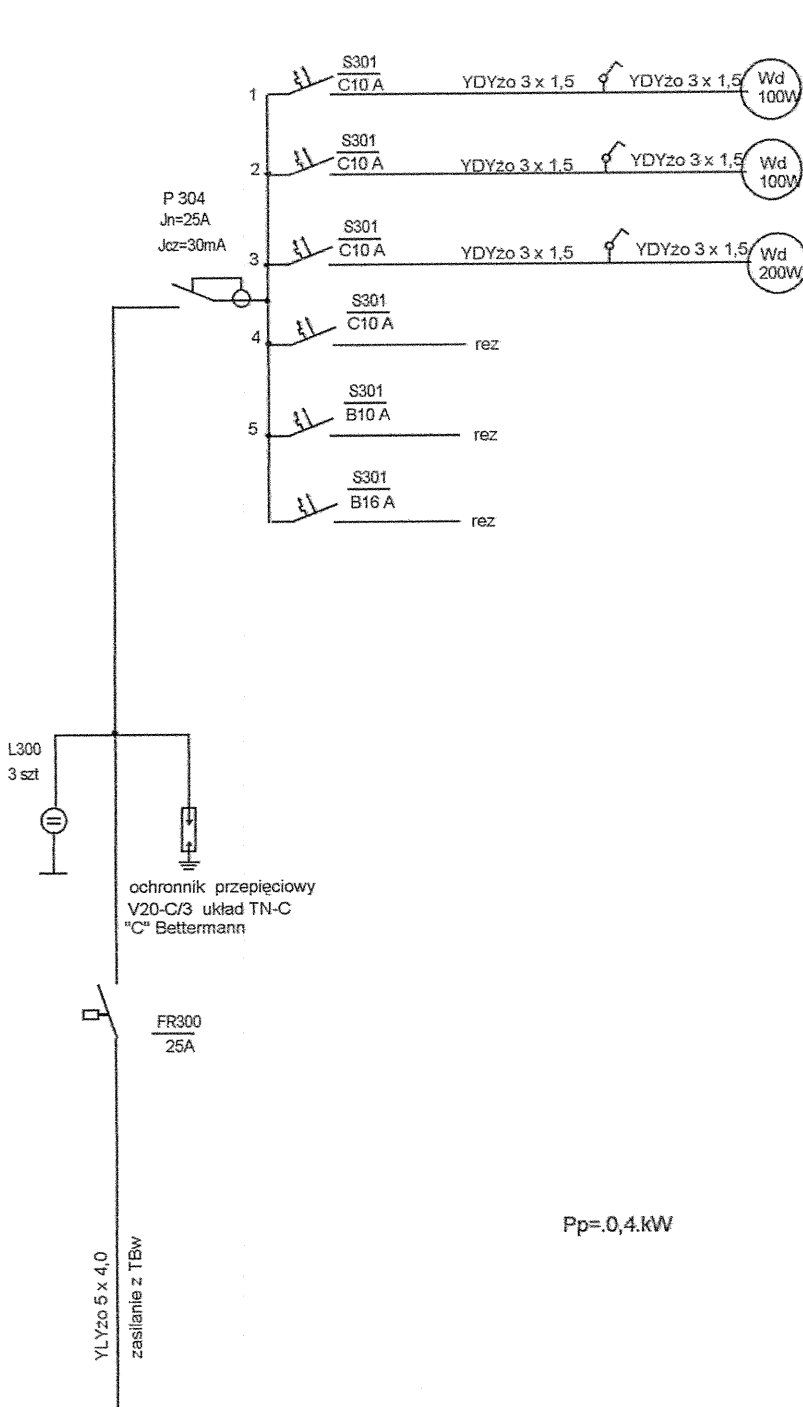 S301
1
C10 A
YDYżo 3 x 1,5
YDYżo 3 x 1,5
Wd
100W
S301
2
C10 A
YDYżo 3 x 1,5
YDYżo 3 x 1,5
Wd
100W
P 304
Jn=25A
Jcz=30mA
S301
3
C10 A
YDYżo 3 x 1,5
YDYżo 3 x 1,5
Wd
200W
S301
4
C10 A
rez
S301
5
B10 A
rez
S301
B16 A
rez
L300
3 szt
ochronnik przepięciowy
V20-C/3 układ TN-C
"C" Bettermann
FR300
25A
Pp=.0,4.kW
YLYżo 5 x 4,0
zasilanie z TBw